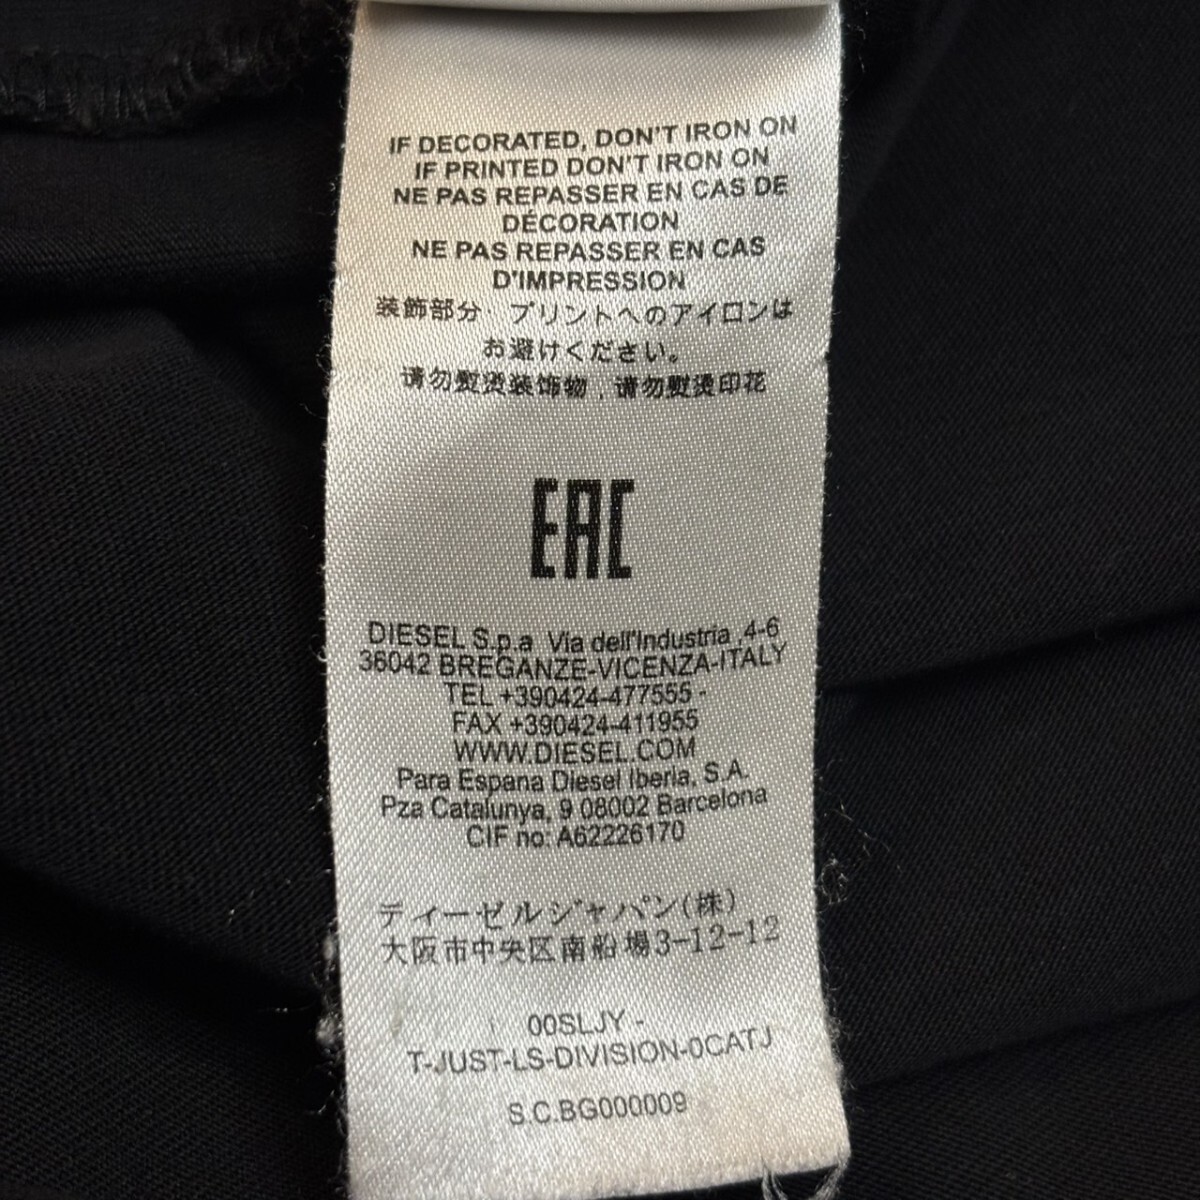 IF DECORATED, DON'T IRON ON
IF PRINTED DON'T IRON ON
NE PAS REPASSER EN CAS DE
DÉCORATION
NE PAS REPASSER EN CAS
D'IMPRESSION
装飾部分・プリントへのアイロンは
お避けください。
请勿熨烫装饰物，请勿熨烫印花
EAC
DIESEL S.p.a Via dell'Industria ,4-6
36042 BREGANZE-VICENZA-ITALY
TEL +390424-477555 -
FAX +390424-411955
WWW.DIESEL.COM
Para Espana Diesel Iberia, S.A.
Pza Catalunya, 9 08002 Barcelona
CIF no: A62226170
ディーゼルジャパン(株)
大阪市中央区南船場3-12-12
00SLJY -
T-JUST-LS-DIVISION-0CATJ
S.C.BG000009